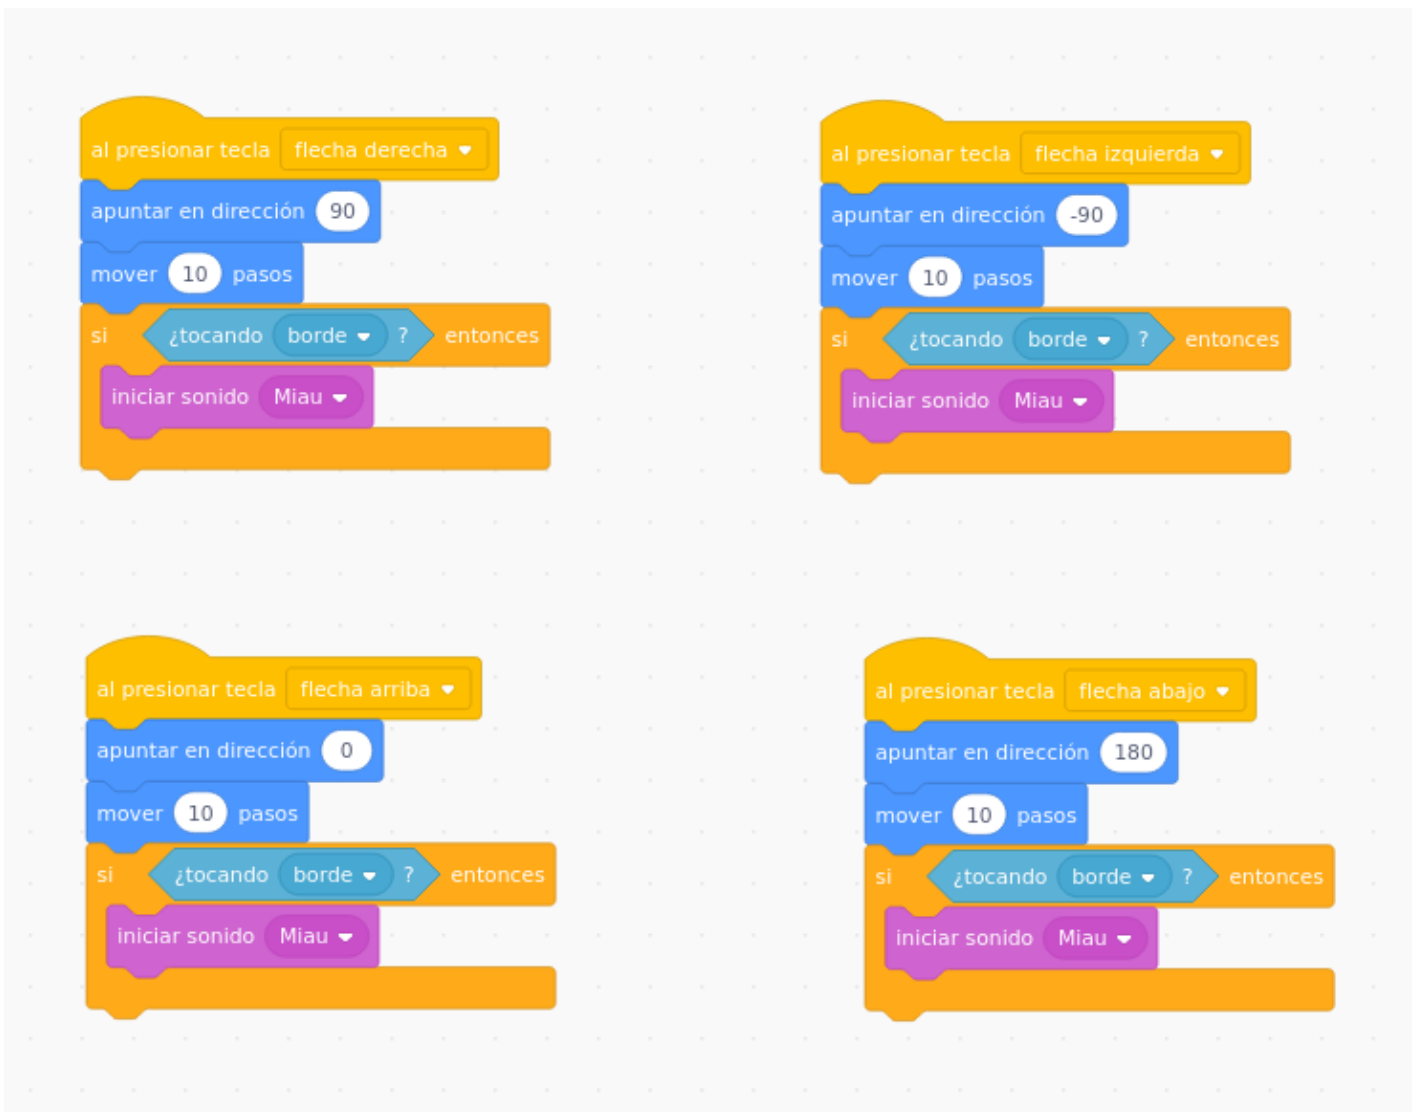 al presionar tecla flecha derecha
apuntar en dirección 90
mover 10 pasos
si ¿tocando borde ? entonces
iniciar sonido Miau
al presionar tecla flecha izquierda
apuntar en dirección -90
mover 10 pasos
si ¿tocando borde ? entonces
iniciar sonido Miau
al presionar tecla flecha arriba
apuntar en dirección 0
mover 10 pasos
si ¿tocando borde ? entonces
iniciar sonido Miau
al presionar tecla flecha abajo
apuntar en dirección 180
mover 10 pasos
si ¿tocando borde ? entonces
iniciar sonido Miau